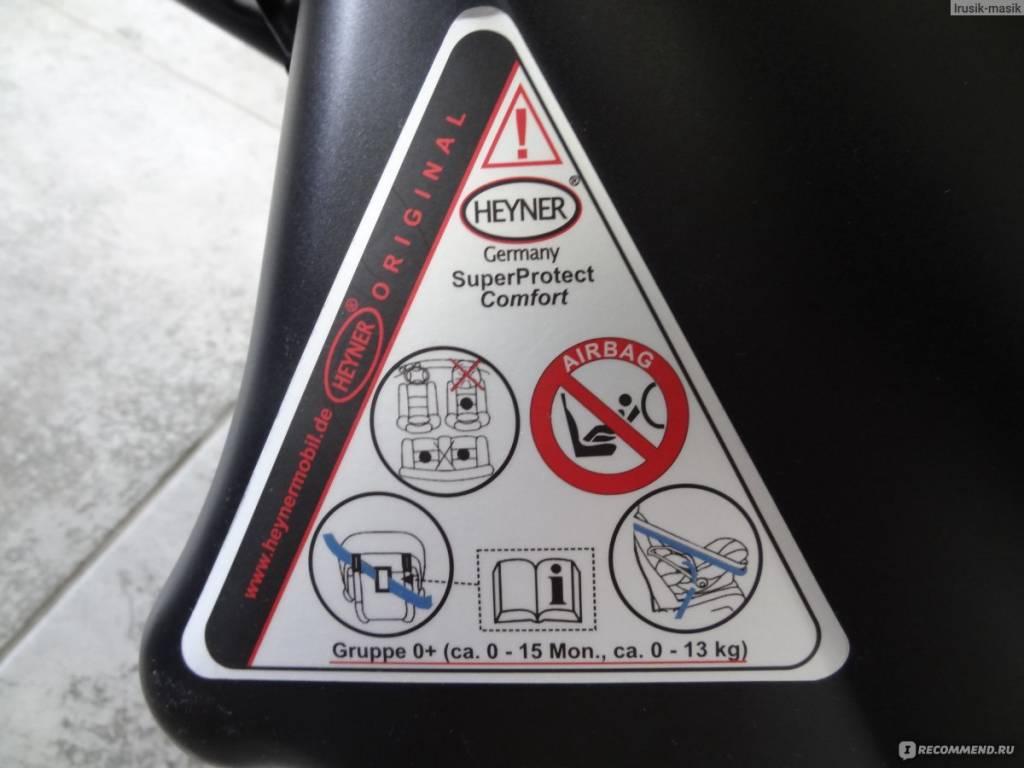 Irusik-masik
!
HEYNER®
Germany
SuperProtect
Comfort
www.heynermobil.de HEYNER® ORIGINAL
AIRBAG
i
Gruppe 0+ (ca. 0 - 15 Mon., ca. 0 - 13 kg)
I RECOMMEND.RU